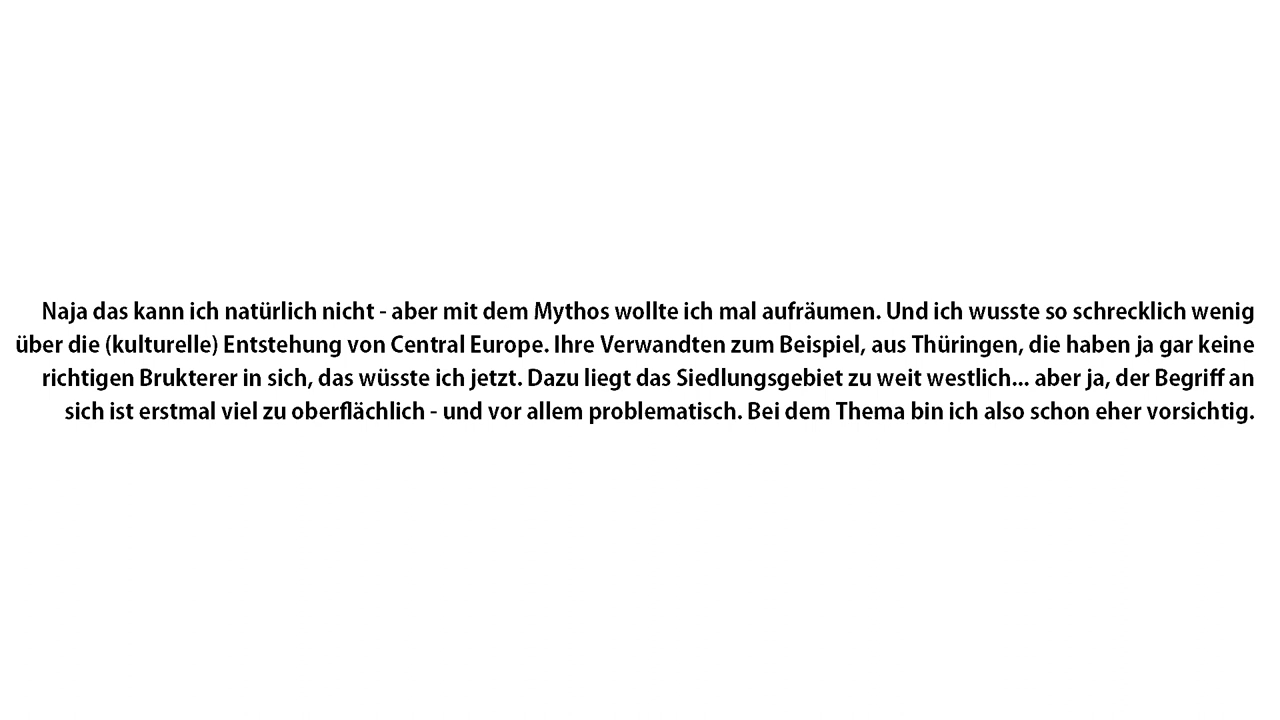 Naja das kann ich natürlich nicht - aber mit dem Mythos wollte ich mal aufräumen. Und ich wusste so schrecklich wenig
über die (kulturelle) Entstehung von Central Europe. Ihre Verwandten zum Beispiel, aus Thüringen, die haben ja gar keine
richtigen Brukterer in sich, das wüsste ich jetzt. Dazu liegt das Siedlungsgebiet zu weit westlich... aber ja, der Begriff an
sich ist erstmal viel zu oberflächlich - und vor allem problematisch. Bei dem Thema bin ich also schon eher vorsichtig.